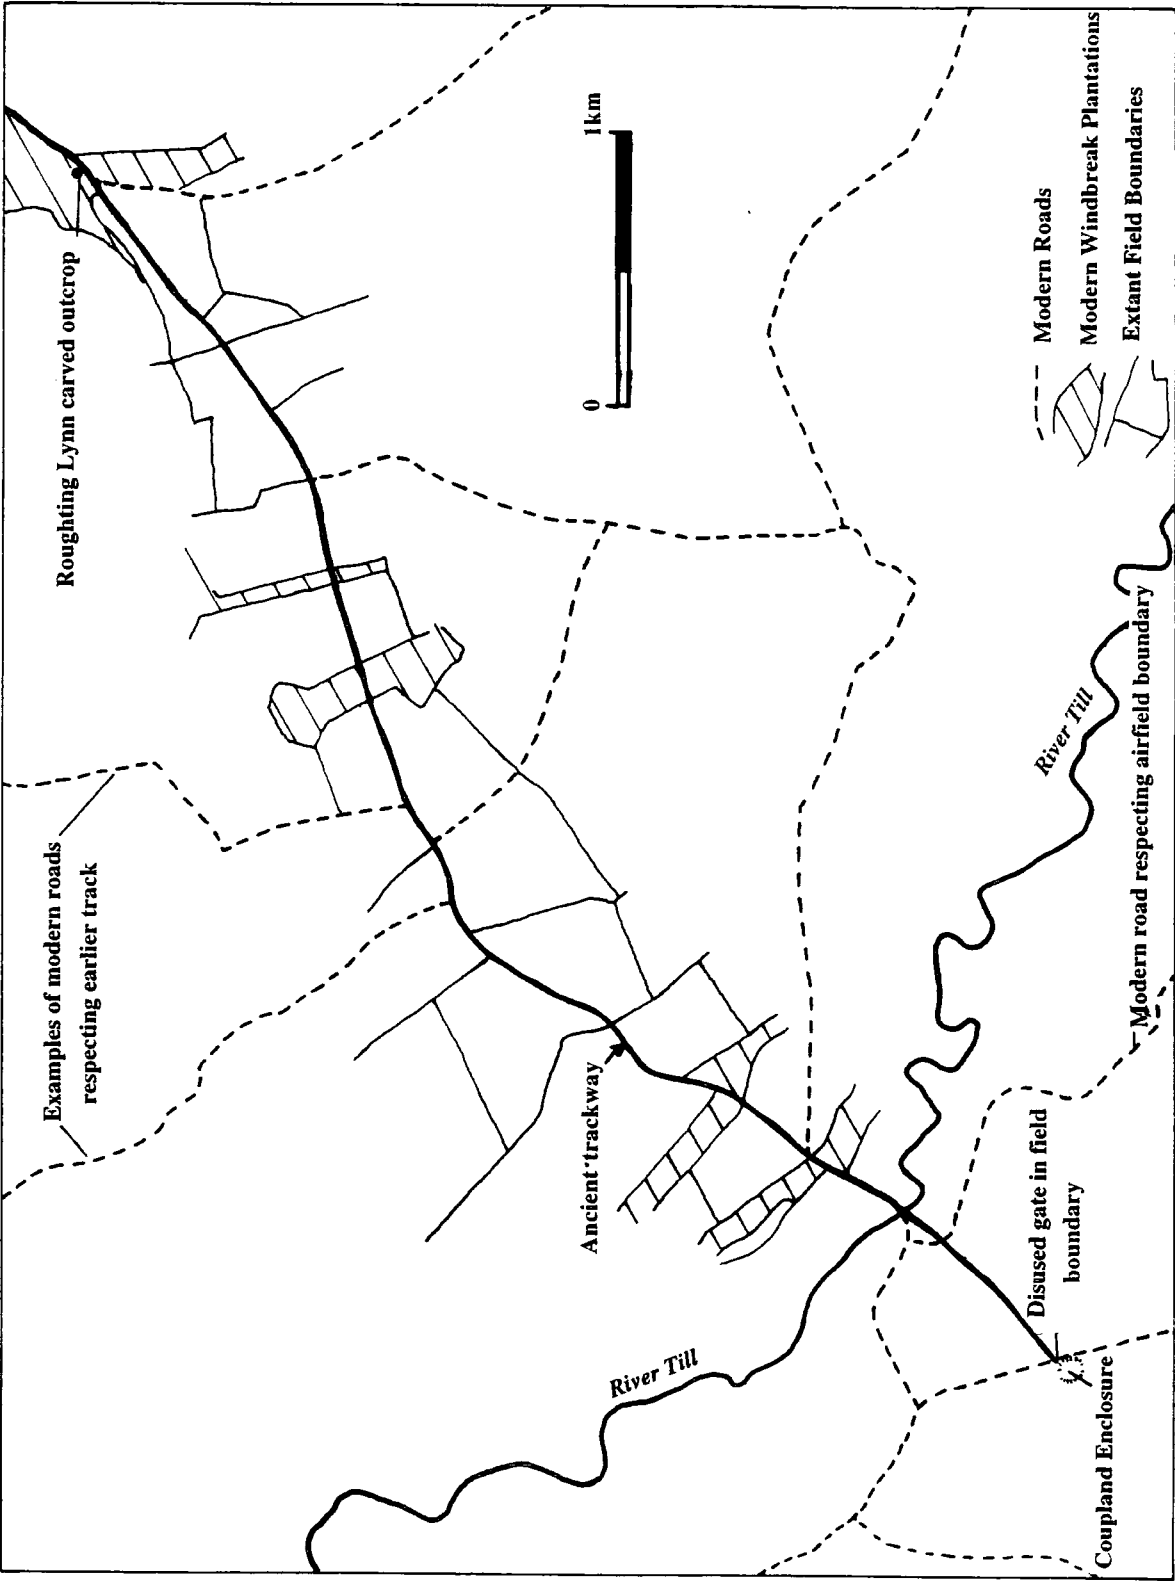 Examples of modern roads
respecting earlier track
Roughting Lynn carved outcrop
Ancient trackway
0
1km
River Till
River Till
Coupland Enclosure
Disused gate in field
boundary
Modern road respecting airfield boundary
Modern Roads
Modern Windbreak Plantations
Extant Field Boundaries